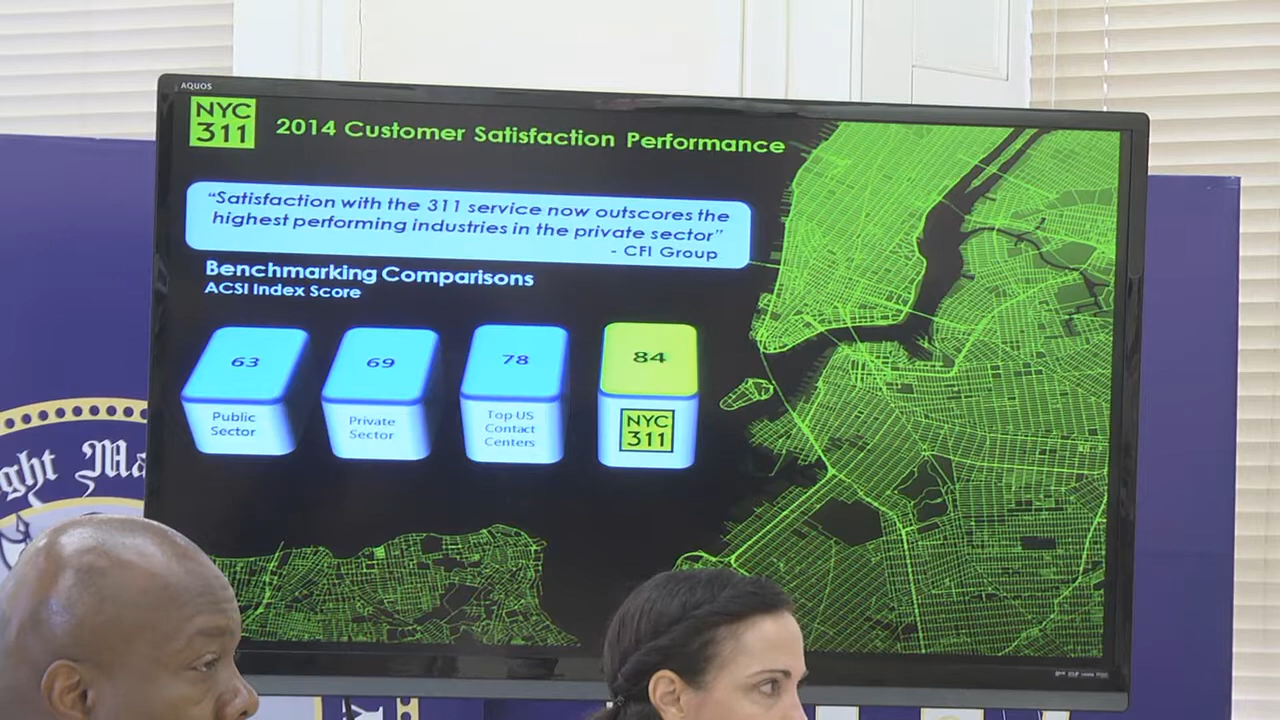 AQUOS
NYC
311
2014 Customer Satisfaction Performance
“Satisfaction with the 311 service now outscores the
highest performing industries in the private sector”
- CFI Group
Benchmarking Comparisons
ACSI Index Score
63
69
78
84
Public
Sector
Private
Sector
Top US
Contact
Centers
NYC
311
ght Ma